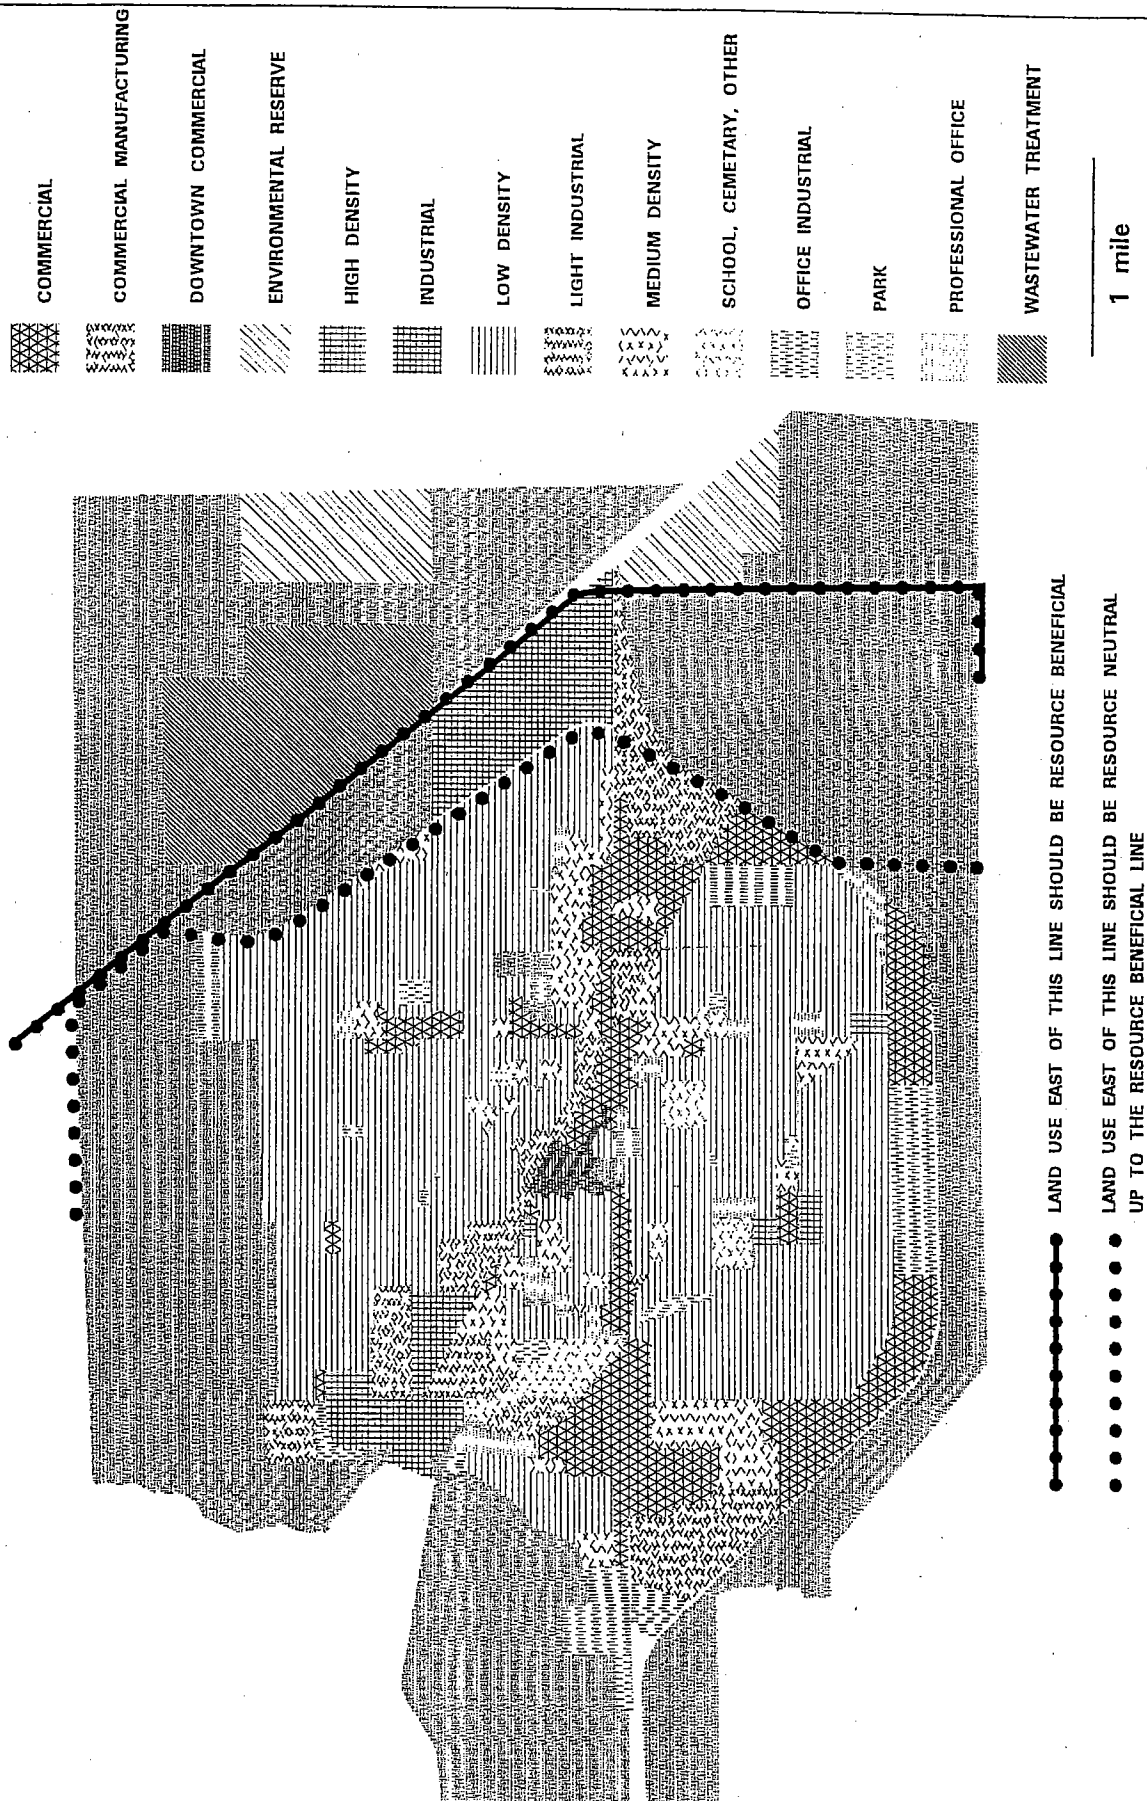 COMMERCIAL
COMMERCIAL MANUFACTURING
DOWNTOWN COMMERCIAL
ENVIRONMENTAL RESERVE
HIGH DENSITY
INDUSTRIAL
LOW DENSITY
LIGHT INDUSTRIAL
MEDIUM DENSITY
SCHOOL, CEMETARY, OTHER
OFFICE INDUSTRIAL
PARK
PROFESSIONAL OFFICE
WASTEWATER TREATMENT
1 mile
LAND USE EAST OF THIS LINE SHOULD BE RESOURCE BENEFICIAL
LAND USE EAST OF THIS LINE SHOULD BE RESOURCE NEUTRAL
UP TO THE RESOURCE BENEFICIAL LINE